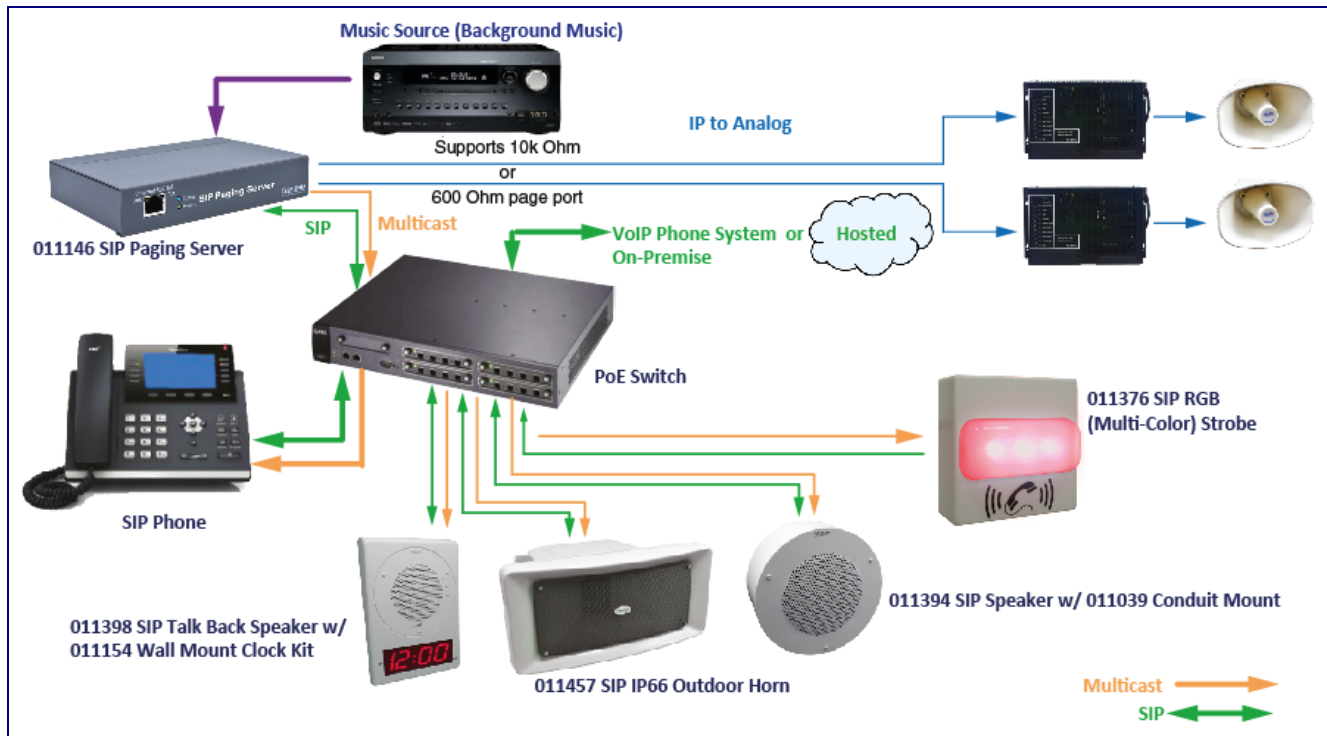 Music Source (Background Music)
IP to Analog
Supports 10k Ohm
or
600 Ohm page port
SIP Paging Server
011146 SIP Paging Server
SIP
Multicast
VoIP Phone System or
On-Premise
Hosted
PoE Switch
SIP Phone
011376 SIP RGB
(Multi-Color) Strobe
011398 SIP Talk Back Speaker w/
011154 Wall Mount Clock Kit
12:00
011457 SIP IP66 Outdoor Horn
011394 SIP Speaker w/ 011039 Conduit Mount
Multicast
SIP